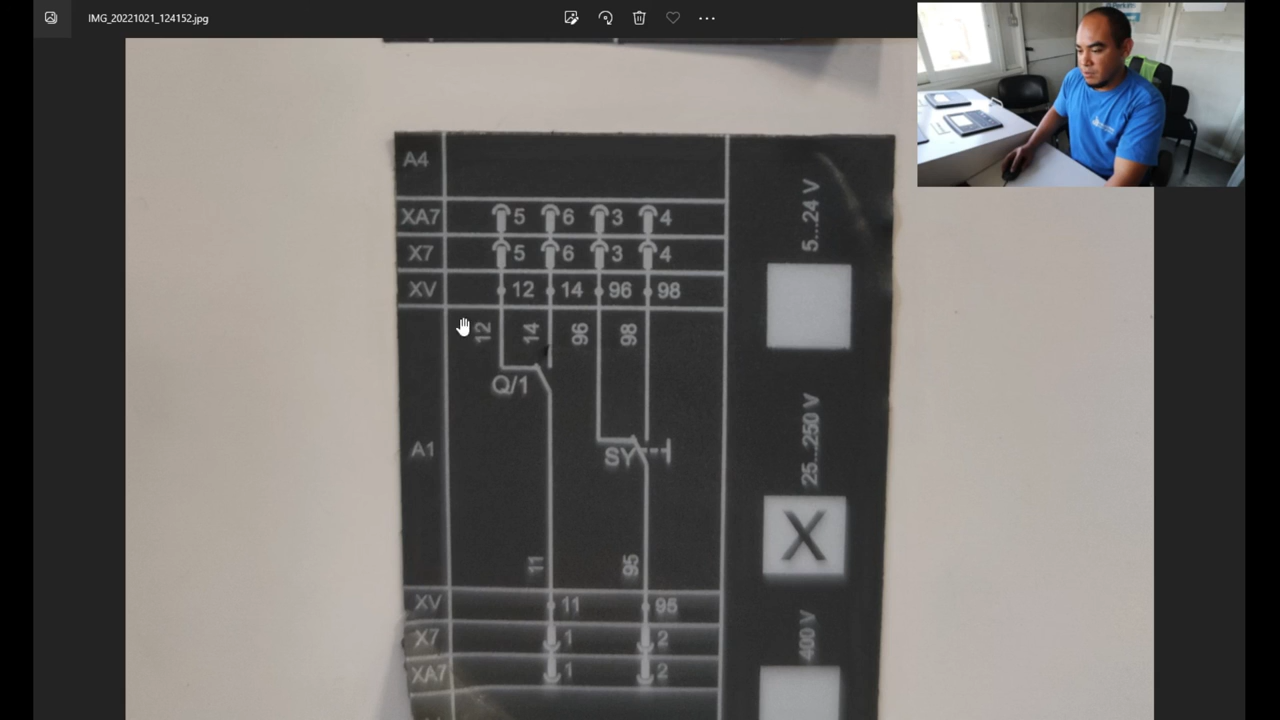 IMG_20221021_124152.jpg
A4
XA7 5 6 3 4
X7 5 6 3 4
XV 12 14 96 98
12 14 96 98
Q/1
A1
SY
11 95
XV 11 95
X7 1 2
XA7 1 2
5...24 V
25...250 V
X
400 V